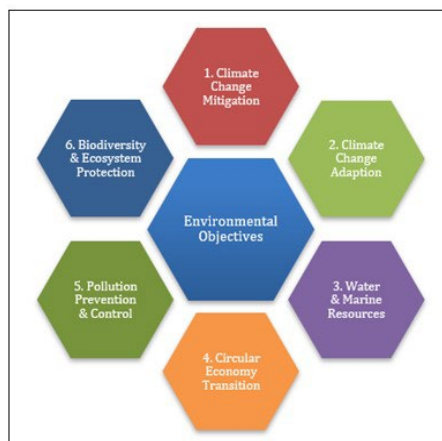 1. Climate
Change
Mitigation
2. Climate
Change
Adaption
3. Water
& Marine
Resources
4. Circular
Economy
Transition
5. Pollution
Prevention
& Control
6. Biodiversity
& Ecosystem
Protection
Environmental
Objectives